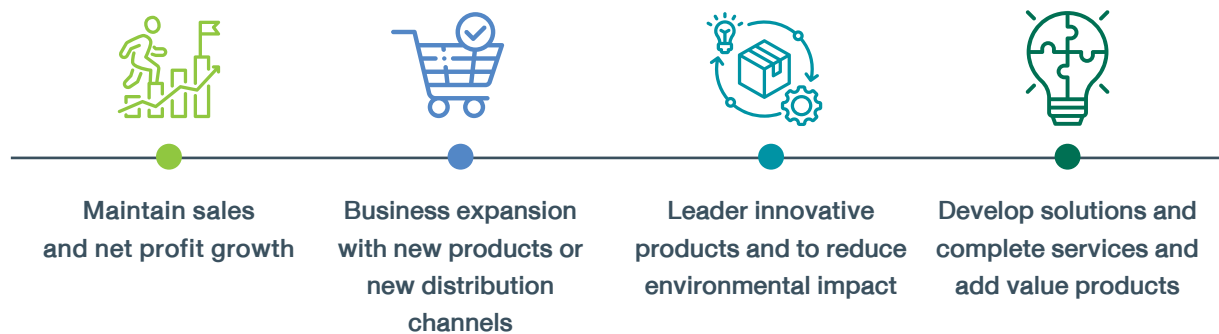 Maintain sales
and net profit growth
Business expansion
with new products or
new distribution
channels
Leader innovative
products and to reduce
environmental impact
Develop solutions and
complete services and
add value products